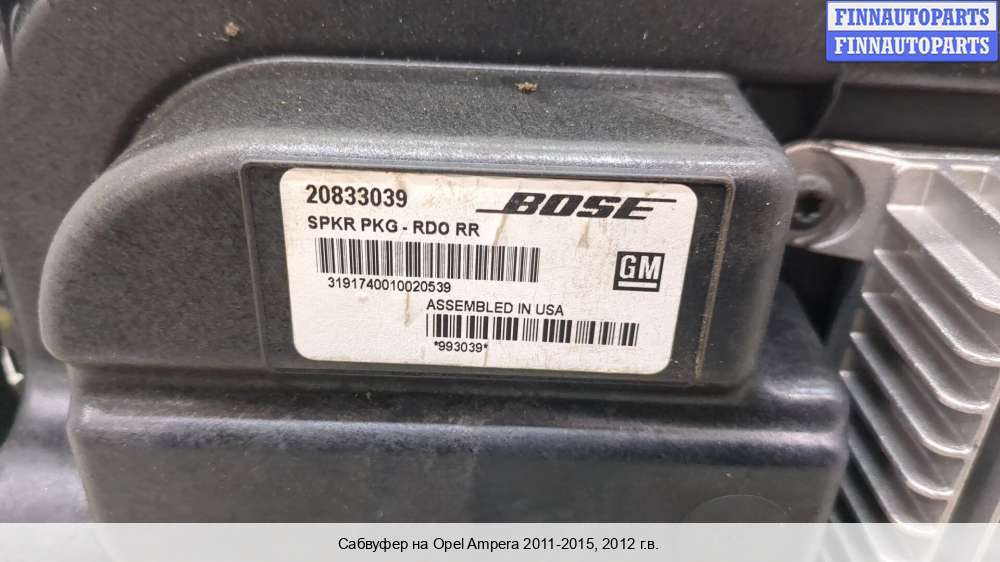 FINNAUTOPARTS
FINNAUTOPARTS
20833039
BOSE
SPKR PKG - RDO RR
GM
3191740010020539
ASSEMBLED IN USA
*993039*
Сабвуфер на Opel Ampera 2011-2015, 2012 г.в.